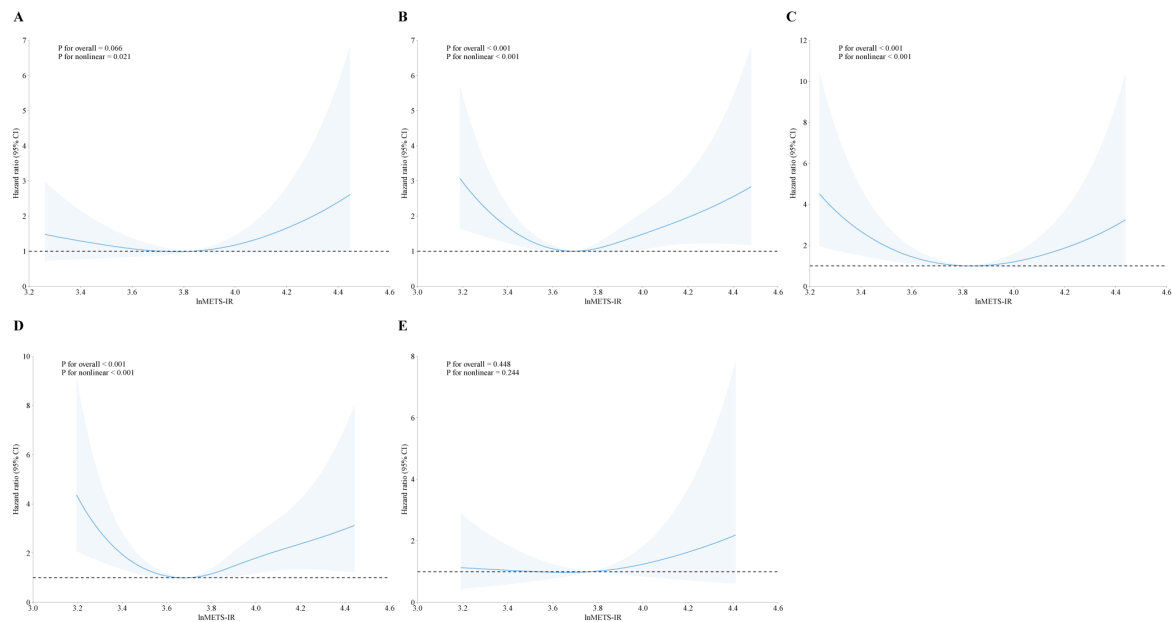 A
P for overall = 0.066
P for nonlinear = 0.021
Hazard ratio (95% CI)
7
6
5
4
3
2
1
0
3.2 3.4 3.6 3.8 4.0 4.2 4.4 4.6
lnMETS-IR
B
P for overall < 0.001
P for nonlinear < 0.001
Hazard ratio (95% CI)
7
6
5
4
3
2
1
0
3.0 3.2 3.4 3.6 3.8 4.0 4.2 4.4 4.6
lnMETS-IR
C
P for overall < 0.001
P for nonlinear < 0.001
Hazard ratio (95% CI)
12
10
8
6
4
2
0
3.2 3.4 3.6 3.8 4.0 4.2 4.4 4.6
lnMETS-IR
D
P for overall < 0.001
P for nonlinear < 0.001
Hazard ratio (95% CI)
10
8
6
4
2
0
3.0 3.2 3.4 3.6 3.8 4.0 4.2 4.4 4.6
lnMETS-IR
E
P for overall = 0.448
P for nonlinear = 0.244
Hazard ratio (95% CI)
8
6
4
2
0
3.0 3.2 3.4 3.6 3.8 4.0 4.2 4.4 4.6
lnMETS-IR